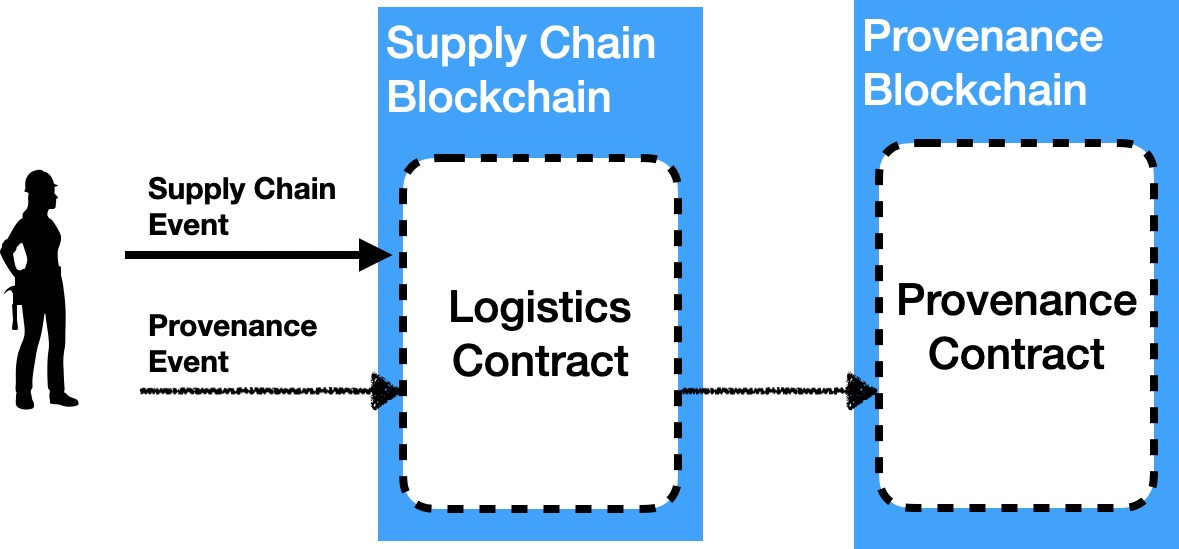 Supply Chain
Blockchain
Provenance
Blockchain
Supply Chain
Event
Provenance
Event
Logistics
Contract
Provenance
Contract